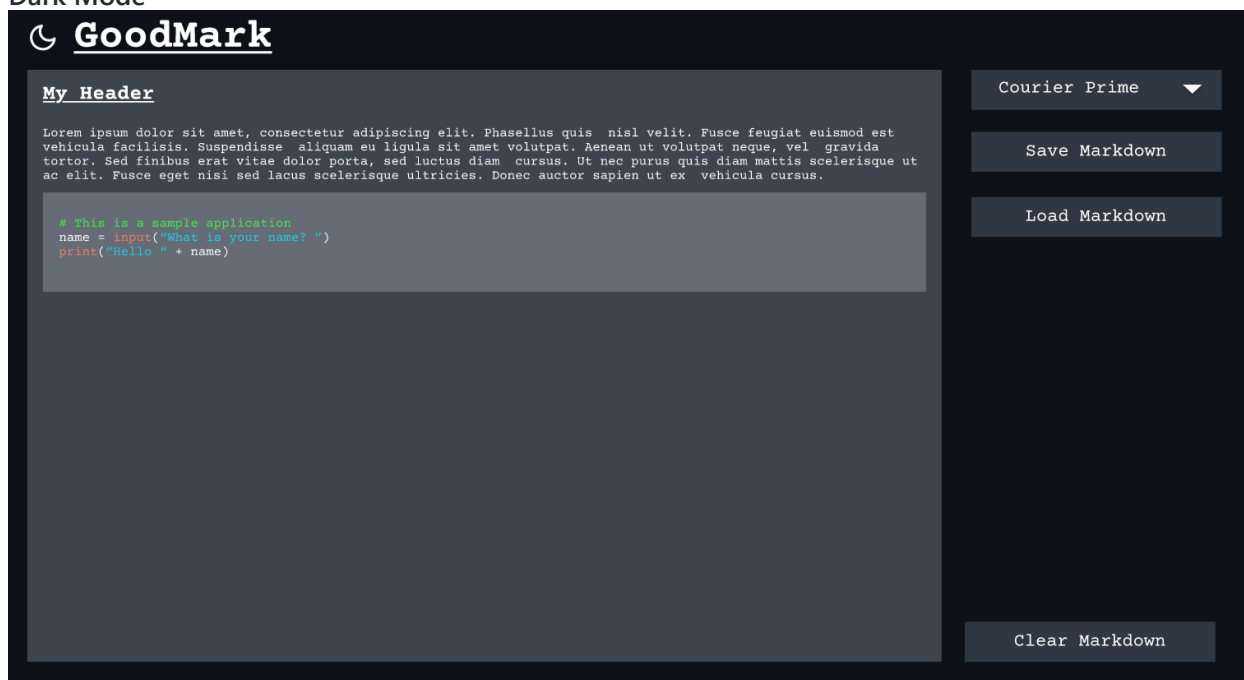 Dark Mode
GoodMark
My Header
Lorem ipsum dolor sit amet, consectetur adipiscing elit. Phasellus quis  nisl velit. Fusce feugiat euismod est
vehicula facilisis. Suspendisse  aliquam eu ligula sit amet volutpat. Aenean ut volutpat neque, vel  gravida
tortor. Sed finibus erat vitae dolor porta, sed luctus diam  cursus. Ut nec purus quis diam mattis scelerisque ut
ac elit. Fusce eget nisi sed lacus scelerisque ultricies. Donec auctor sapien ut ex  vehicula cursus.
# This is a sample application
name = input(“What is your name? “)
print(“Hello “ + name)
Courier Prime
Save Markdown
Load Markdown
Clear Markdown